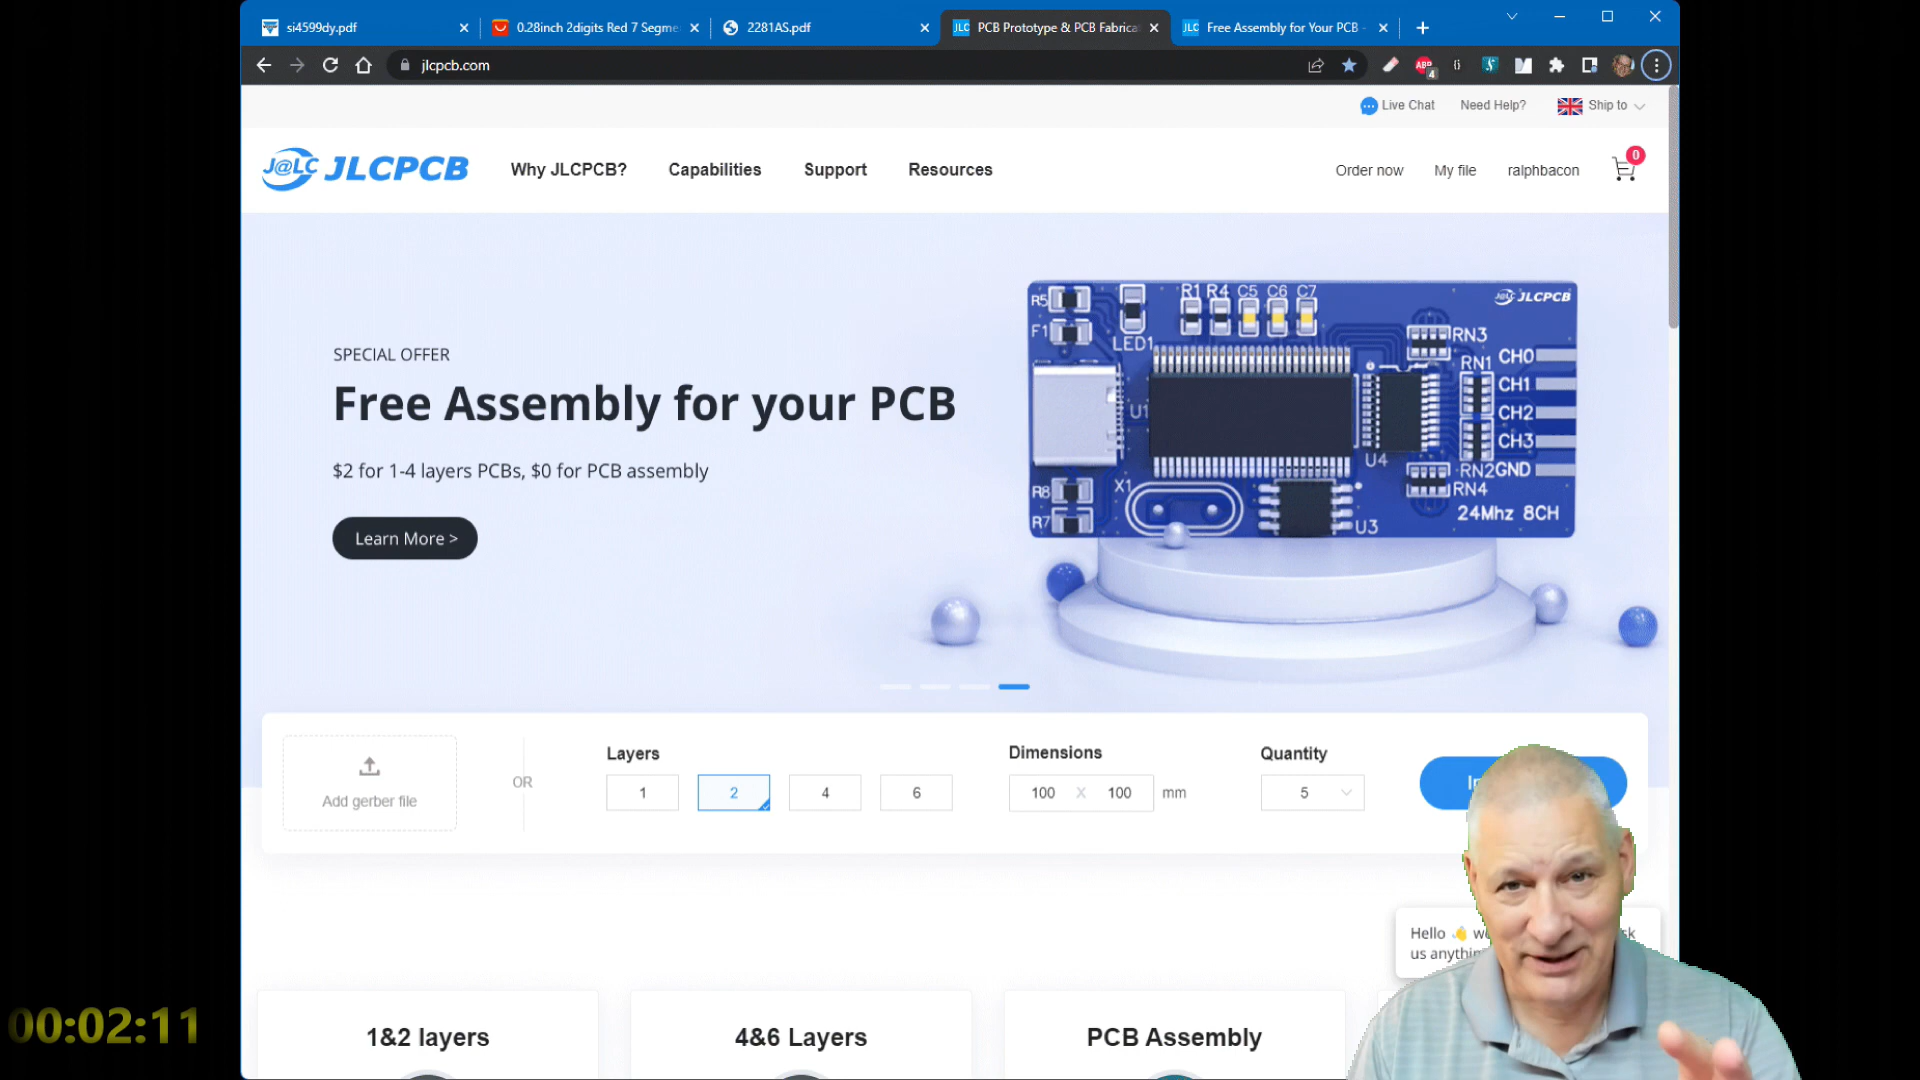 si4599dy.pdf
0.28inch 2digits Red 7 Segme
2281AS.pdf
JLC PCB Prototype & PCB Fabrica
JLC Free Assembly for Your PCB -
jlcpcb.com
ABP
4
Live Chat
Need Help?
Ship to
J@LC JLCPCB
Why JLCPCB?
Capabilities
Support
Resources
Order now
My file
ralphbacon
0
SPECIAL OFFER
Free Assembly for your PCB
$2 for 1-4 layers PCBs, $0 for PCB assembly
Learn More >
R5
F1
LED1
R1 R4 C5 C6 C7
JLCPCB
RN3
RN1
CH0
CH1
CH2
CH3
GND
U1
U4
RN2
RN4
R8
R7
X1
U3
24Mhz 8CH
Add gerber file
OR
Layers
1
2
4
6
Dimensions
100 X 100 mm
Quantity
5
Hello 👋
us
1&2 layers
4&6 Layers
PCB Assembly
00:02:11